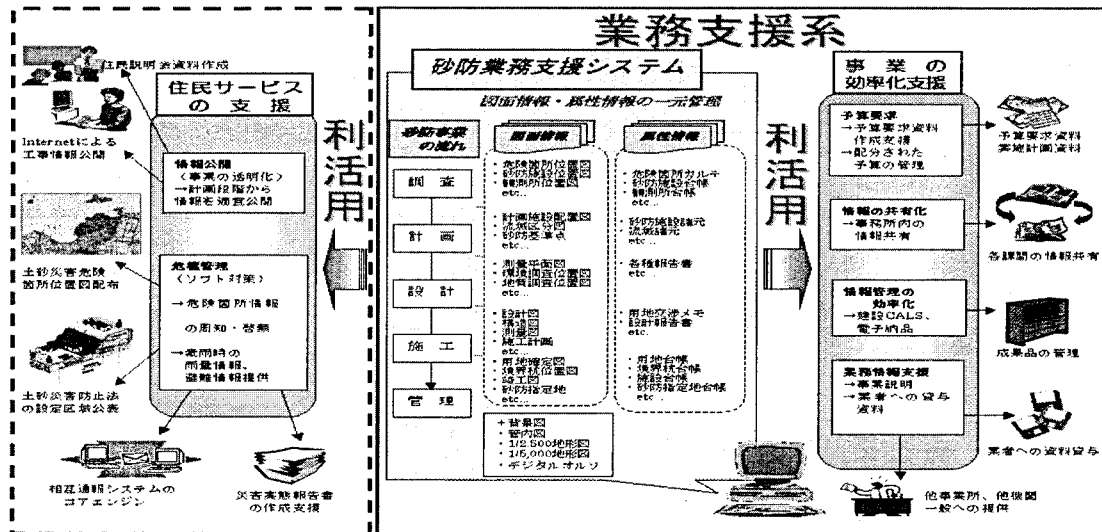 住民説明会資料作成
住民サービス
の支援
Internetによる
工事情報公開
情報公開
(事業の透明化)
→計画段階から
情報を適宜公開
土砂災害危険
箇所位置図配布
危機管理
(ソフト対策)
→危険箇所情報
の周知・啓蒙
→豪雨時の
雨量情報、
避難情報提供
土砂災害防止法
の設定区域公表
相互通報システムの
コアエンジン
災害実態報告書
の作成支援
利活用
業務支援系
砂防業務支援システム
図面情報・属性情報の一元管理
砂防事業
の流れ
調査
計画
設計
施工
管理
図面情報
・危険箇所位置図
・砂防施設位置図
・観測所位置図
etc…
・計画施設配置図
・流域区分図
・砂防基準点
etc…
・測量平面図
・環境調査位置図
・地質調査位置図
etc…
・設計図
・構造図
・測量図
・施工計画
etc…
・用地確定図
・境界杭位置図
・竣工図
・砂防指定地
etc…
属性情報
・危険箇所カルテ
・砂防施設台帳
・観測所台帳
etc…
・砂防施設諸元
・流域諸元
etc…
・各種報告書
etc…
・用地交渉メモ
・設計報告書
etc…
・用地台帳
・境界杭台帳
・施設台帳
・砂防指定地台帳
etc…
+背景図
・管内図
・1/2,500地形図
・1/5,000地形図
・デジタルオルソ
利活用
事業の
効率化支援
予算要求
→予算要求資料
作成支援
→配分された
予算の管理
予算要求資料
実施計画資料
情報の共有化
→事務所内の
情報共有
各課間の情報共有
情報管理の
効率化
→建設CALS、
電子納品
成果品の管理
業務情報支援
→事業説明
→業者への貸与
資料
業者への資料貸与
他事業所、他機関
一般への提供